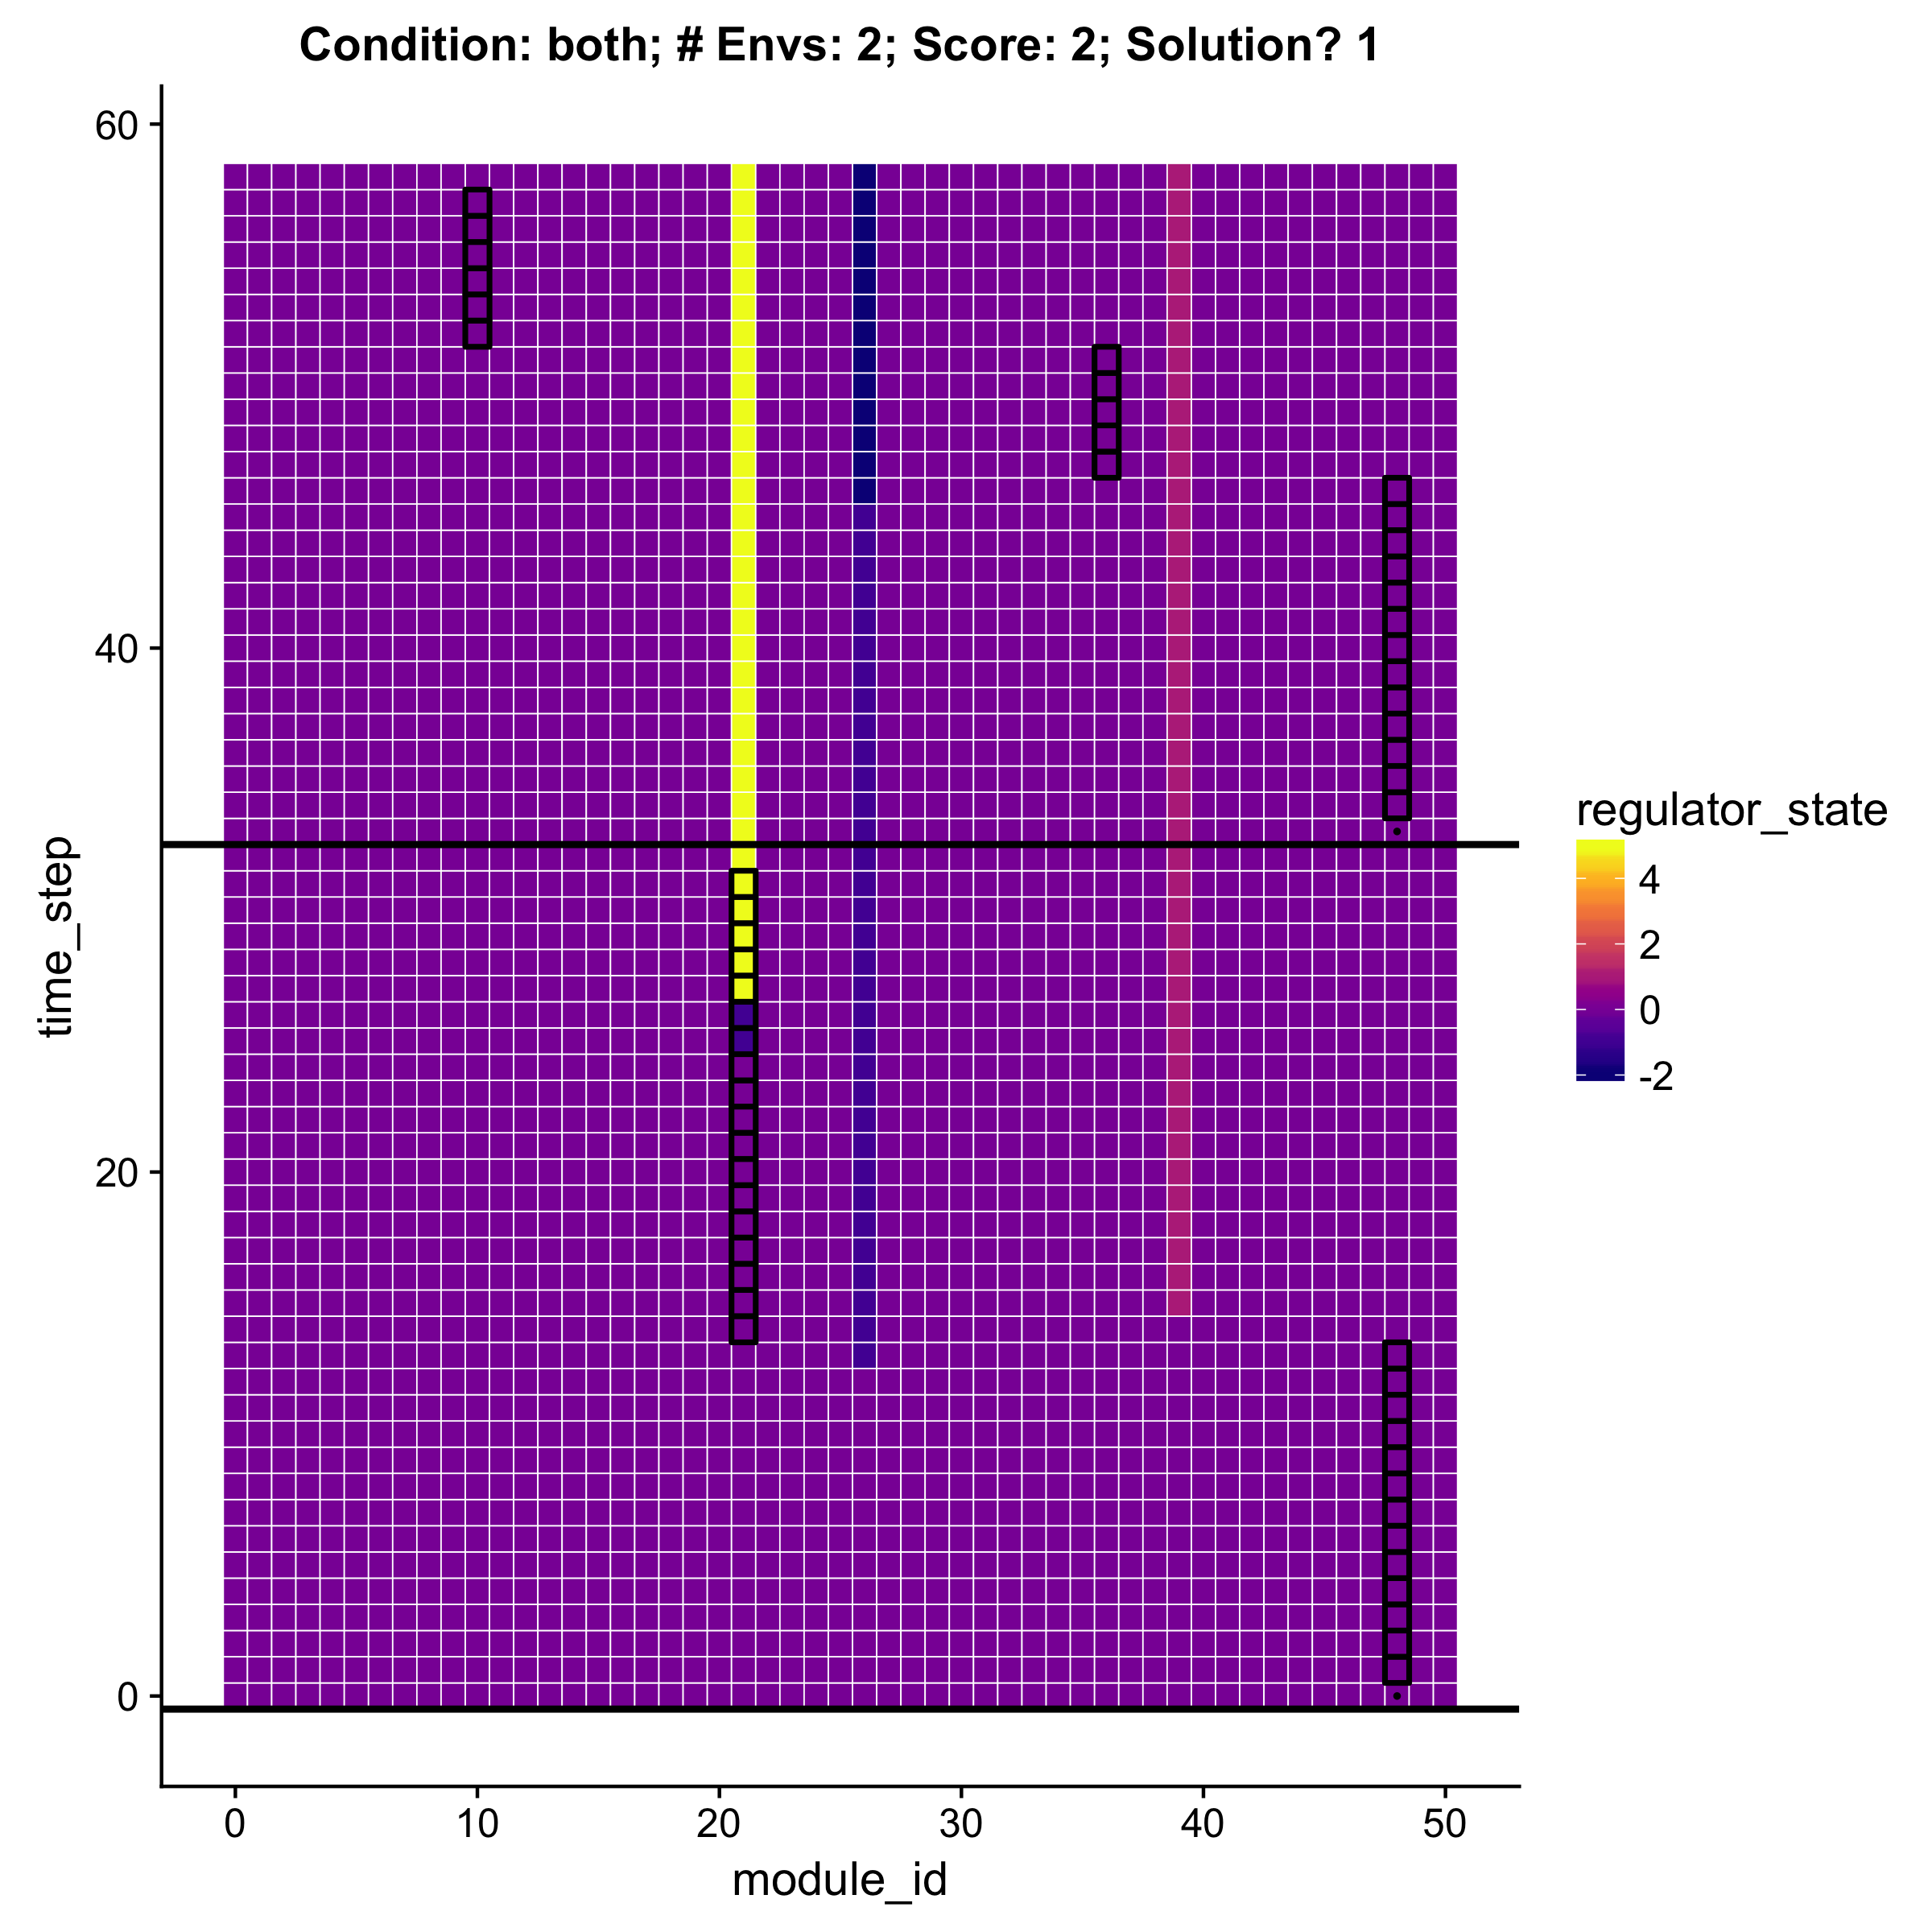 Condition: both; # Envs: 2; Score: 2; Solution? 1
60
40
20
0
time_step
0 10 20 30 40 50
module_id
regulator_state
4
2
0
-2